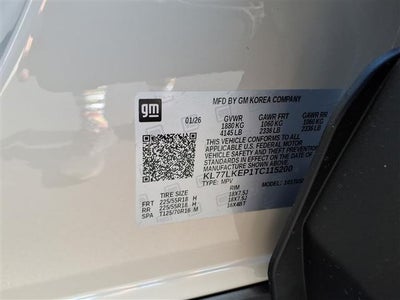 gm
MFD BY GM KOREA COMPANY
01/26 GVWR GAWR FRT GAWR RR
1880 KG 1060 KG 1060 KG
4145 LB 2336 LB 2336 LB
THIS VEHICLE CONFORMS TO ALL
APPLICABLE U.S. FEDERAL MOTOR
VEHICLE SAFETY
THEFT PREVENTION STANDARDS IN
EFFECT ON THE DATE OF
MANUFACTURE SHOWN ABOVE.
KL77LKEP1TC115200
TYPE: MPV
TIRE SIZE RIM
FRT 225/55R18 H 18X7.5J
RR 225/55R18 H 18X7.5J
SPA T125/70R16 M 16X4BT